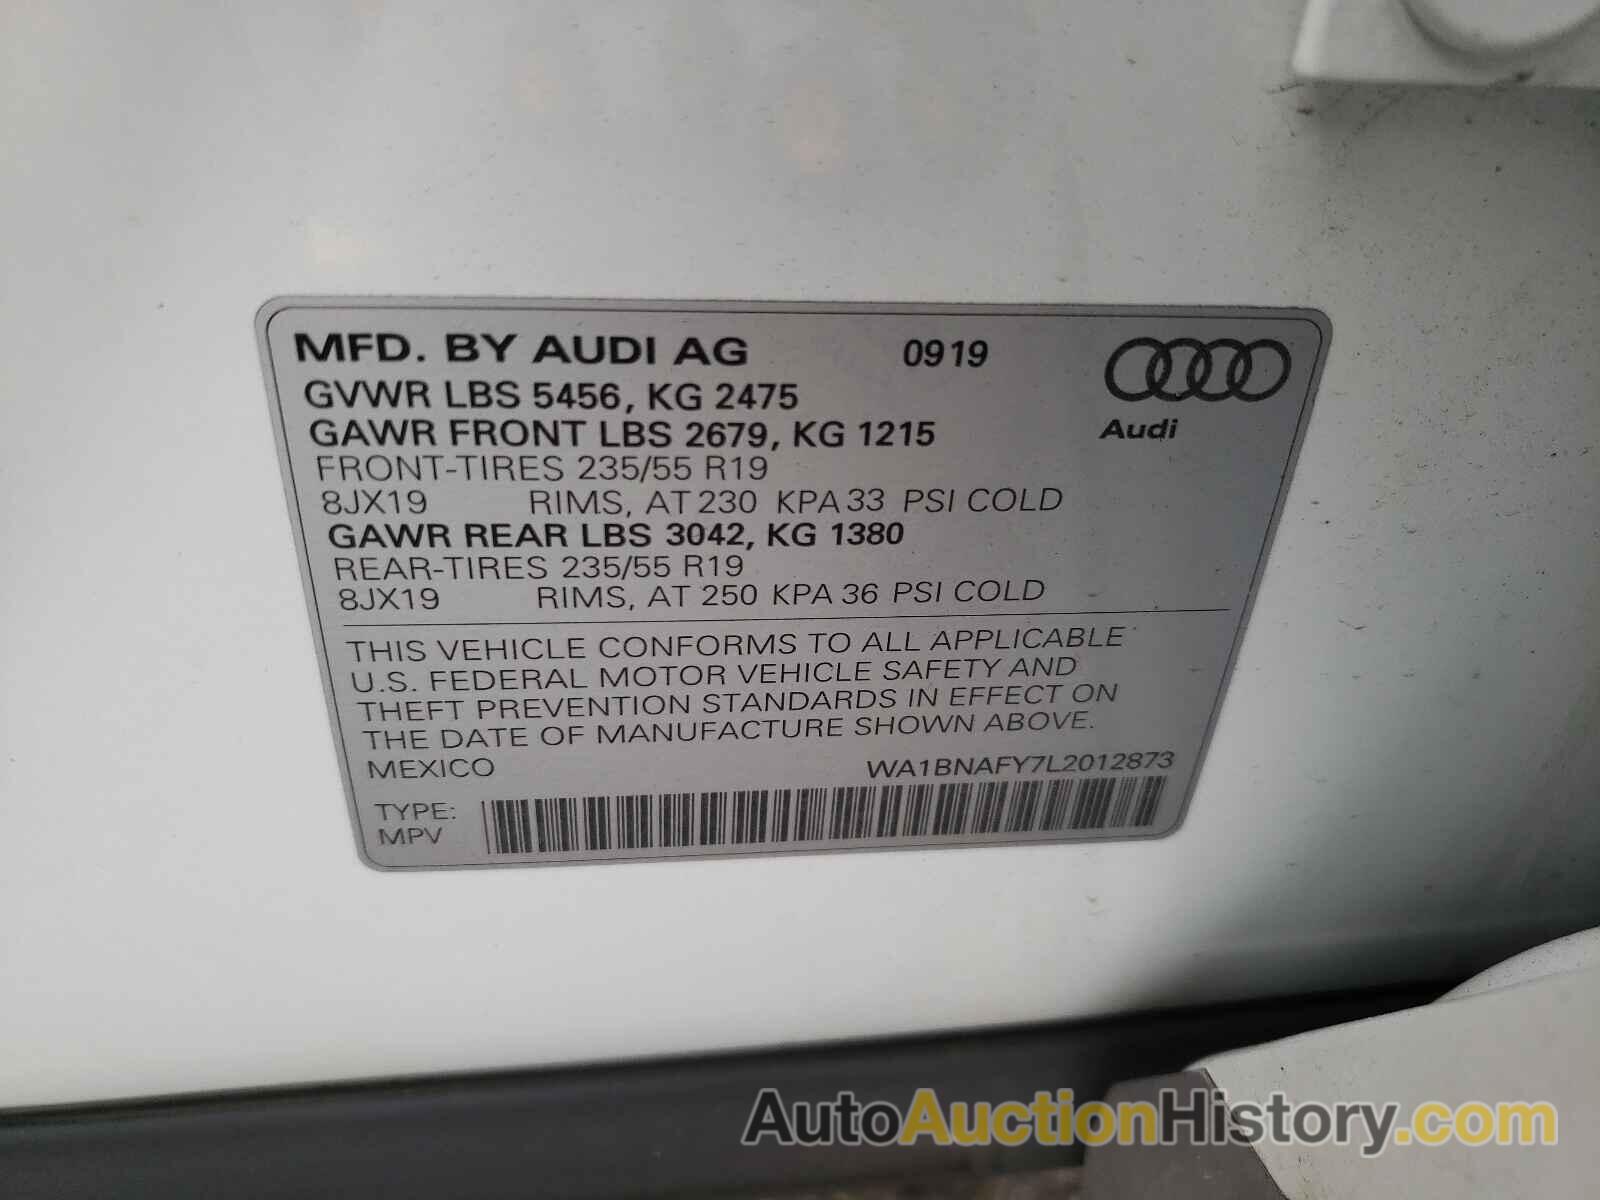 MFD. BY AUDI AG 0919
GVWR LBS 5456, KG 2475
GAWR FRONT LBS 2679, KG 1215
Audi
FRONT-TIRES 235/55 R19
8JX19 RIMS, AT 230 KPA 33 PSI COLD
GAWR REAR LBS 3042, KG 1380
REAR-TIRES 235/55 R19
8JX19 RIMS, AT 250 KPA 36 PSI COLD
THIS VEHICLE CONFORMS TO ALL APPLICABLE
U.S. FEDERAL MOTOR VEHICLE SAFETY AND
THEFT PREVENTION STANDARDS IN EFFECT ON
THE DATE OF MANUFACTURE SHOWN ABOVE.
MEXICO WA1BNAFY7L2012873
TYPE:
MPV
AutoAuctionHistory.com